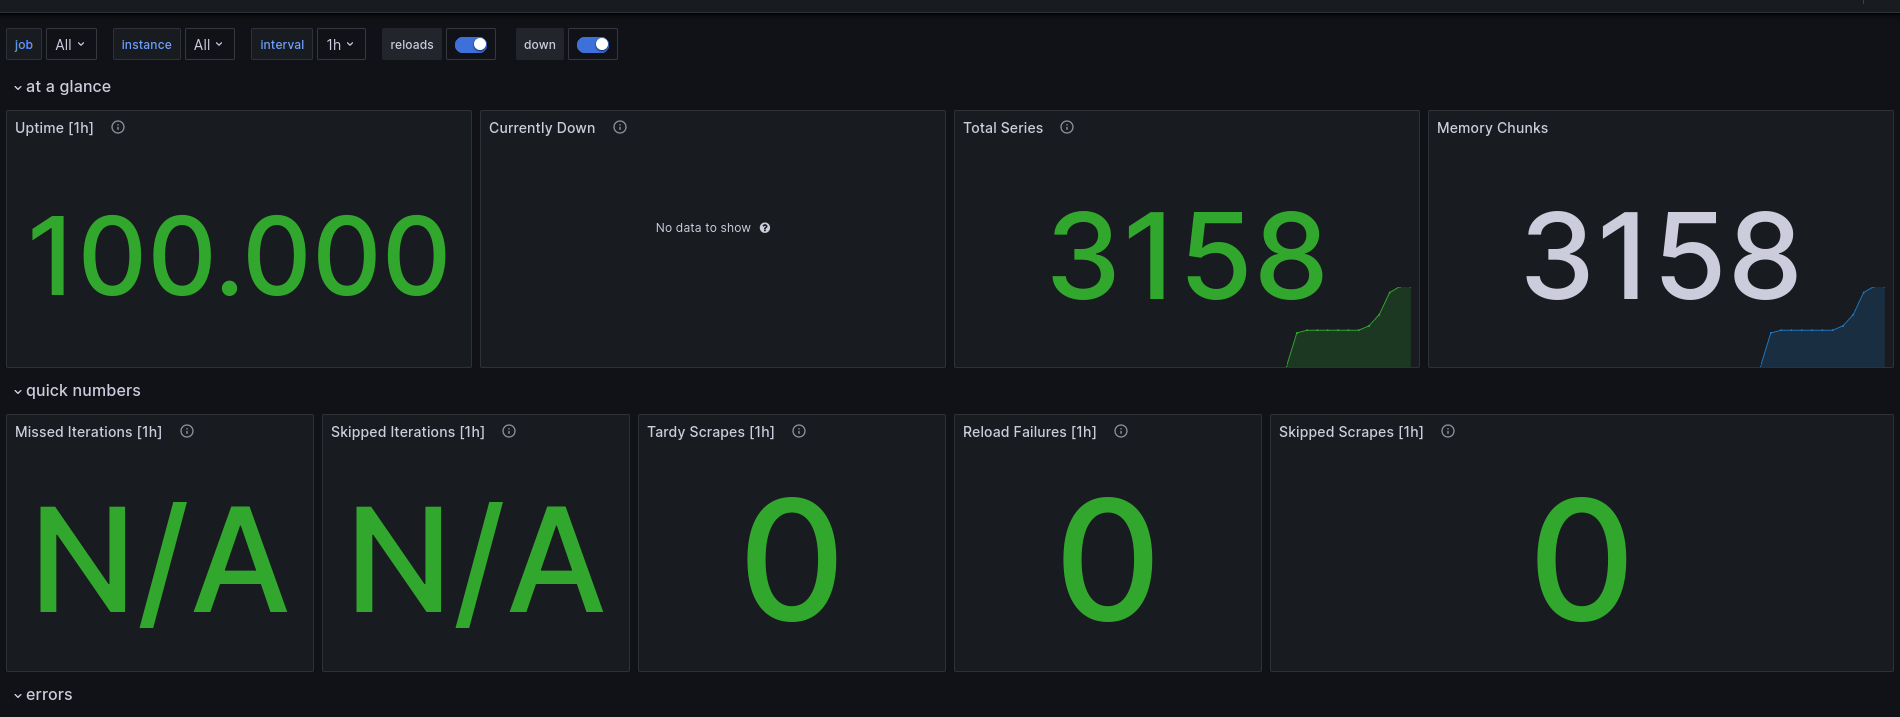 job All instance All interval 1h reloads down
at a glance
Uptime [1h] Currently Down Total Series Memory Chunks
100.000 No data to show 3158 3158
quick numbers
Missed Iterations [1h] Skipped Iterations [1h] Tardy Scrapes [1h] Reload Failures [1h] Skipped Scrapes [1h]
N/A N/A 0 0 0
errors